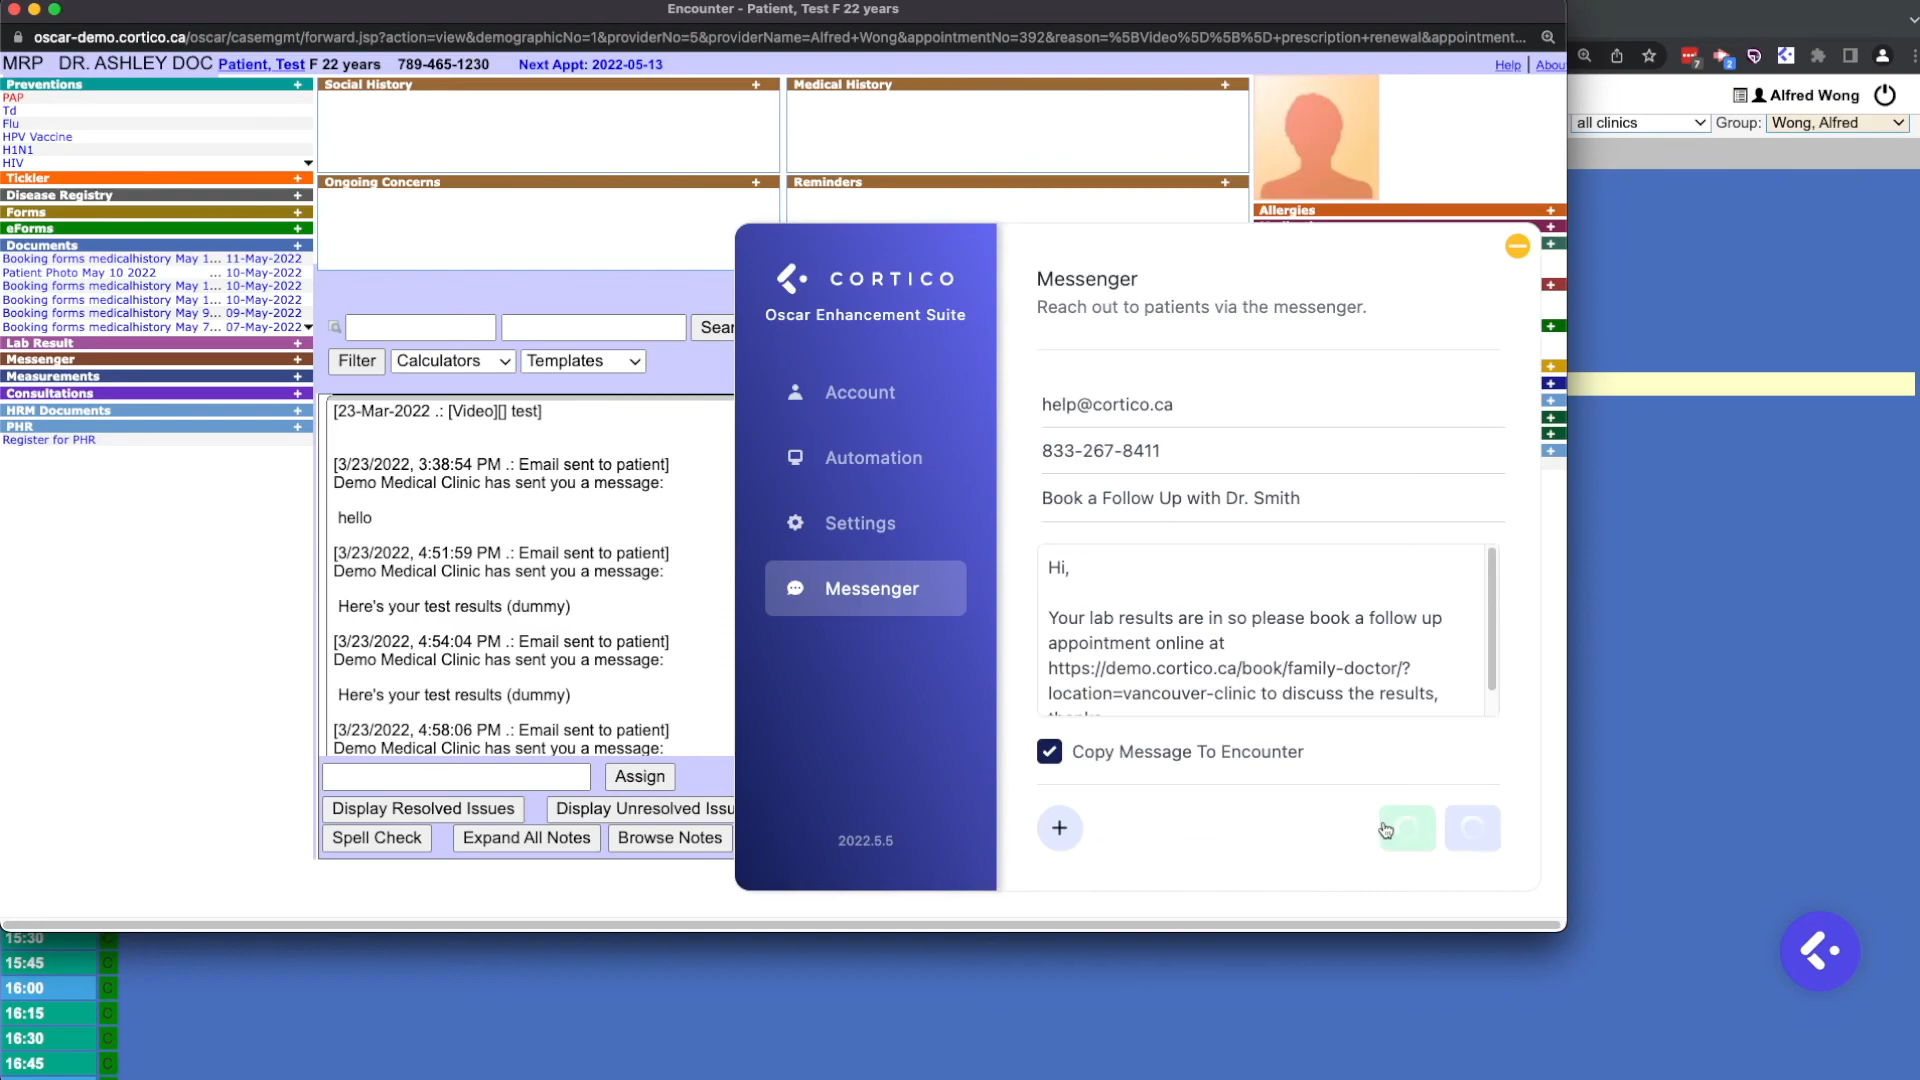 Encounter - Patient, Test F 22 years
oscar-demo.cortico.ca/oscar/casemgmt/forward.jsp?action=view&demographicNo=1&providerNo=5&providerName=Alfred+Wong&appointmentNo=392&reason=%5BVideo%5D%5B%5D+prescription+renewal&appointment...
MRP DR. ASHLEY DOC Patient, Test F 22 years 789-465-1230 Next Appt: 2022-05-13
Help | Abou
7
2
Alfred Wong
all clinics Group: Wong, Alfred
Preventions +
PAP
Td
Flu
HPV Vaccine
H1N1
HIV
Tickler +
Disease Registry +
Forms +
eForms +
Documents +
Booking forms medicalhistory May 1... 11-May-2022
Patient Photo May 10 2022 ... 10-May-2022
Booking forms medicalhistory May 1... 10-May-2022
Booking forms medicalhistory May 1... 10-May-2022
Booking forms medicalhistory May 9... 09-May-2022
Booking forms medicalhistory May 7... 07-May-2022
Lab Result +
Messenger +
Measurements +
Consultations +
HRM Documents +
PHR +
Register for PHR
Social History +
Medical History +
Ongoing Concerns +
Reminders +
Allergies +
Sear
Filter Calculators Templates
[23-Mar-2022 .: [Video][] test]
[3/23/2022, 3:38:54 PM .: Email sent to patient]
Demo Medical Clinic has sent you a message:
hello
[3/23/2022, 4:51:59 PM .: Email sent to patient]
Demo Medical Clinic has sent you a message:
Here's your test results (dummy)
[3/23/2022, 4:54:04 PM .: Email sent to patient]
Demo Medical Clinic has sent you a message:
Here's your test results (dummy)
[3/23/2022, 4:58:06 PM .: Email sent to patient]
Demo Medical Clinic has sent you a message:
Assign
Display Resolved Issues Display Unresolved Issu
Spell Check Expand All Notes Browse Notes
CORTICO
Oscar Enhancement Suite
Account
Automation
Settings
Messenger
2022.5.5
Messenger
Reach out to patients via the messenger.
help@cortico.ca
833-267-8411
Book a Follow Up with Dr. Smith
Hi,
Your lab results are in so please book a follow up
appointment online at
https://demo.cortico.ca/book/family-doctor/?
location=vancouver-clinic to discuss the results,
Copy Message To Encounter
+
15:30 C
15:45 C
16:00 C
16:15 C
16:30 C
16:45 C